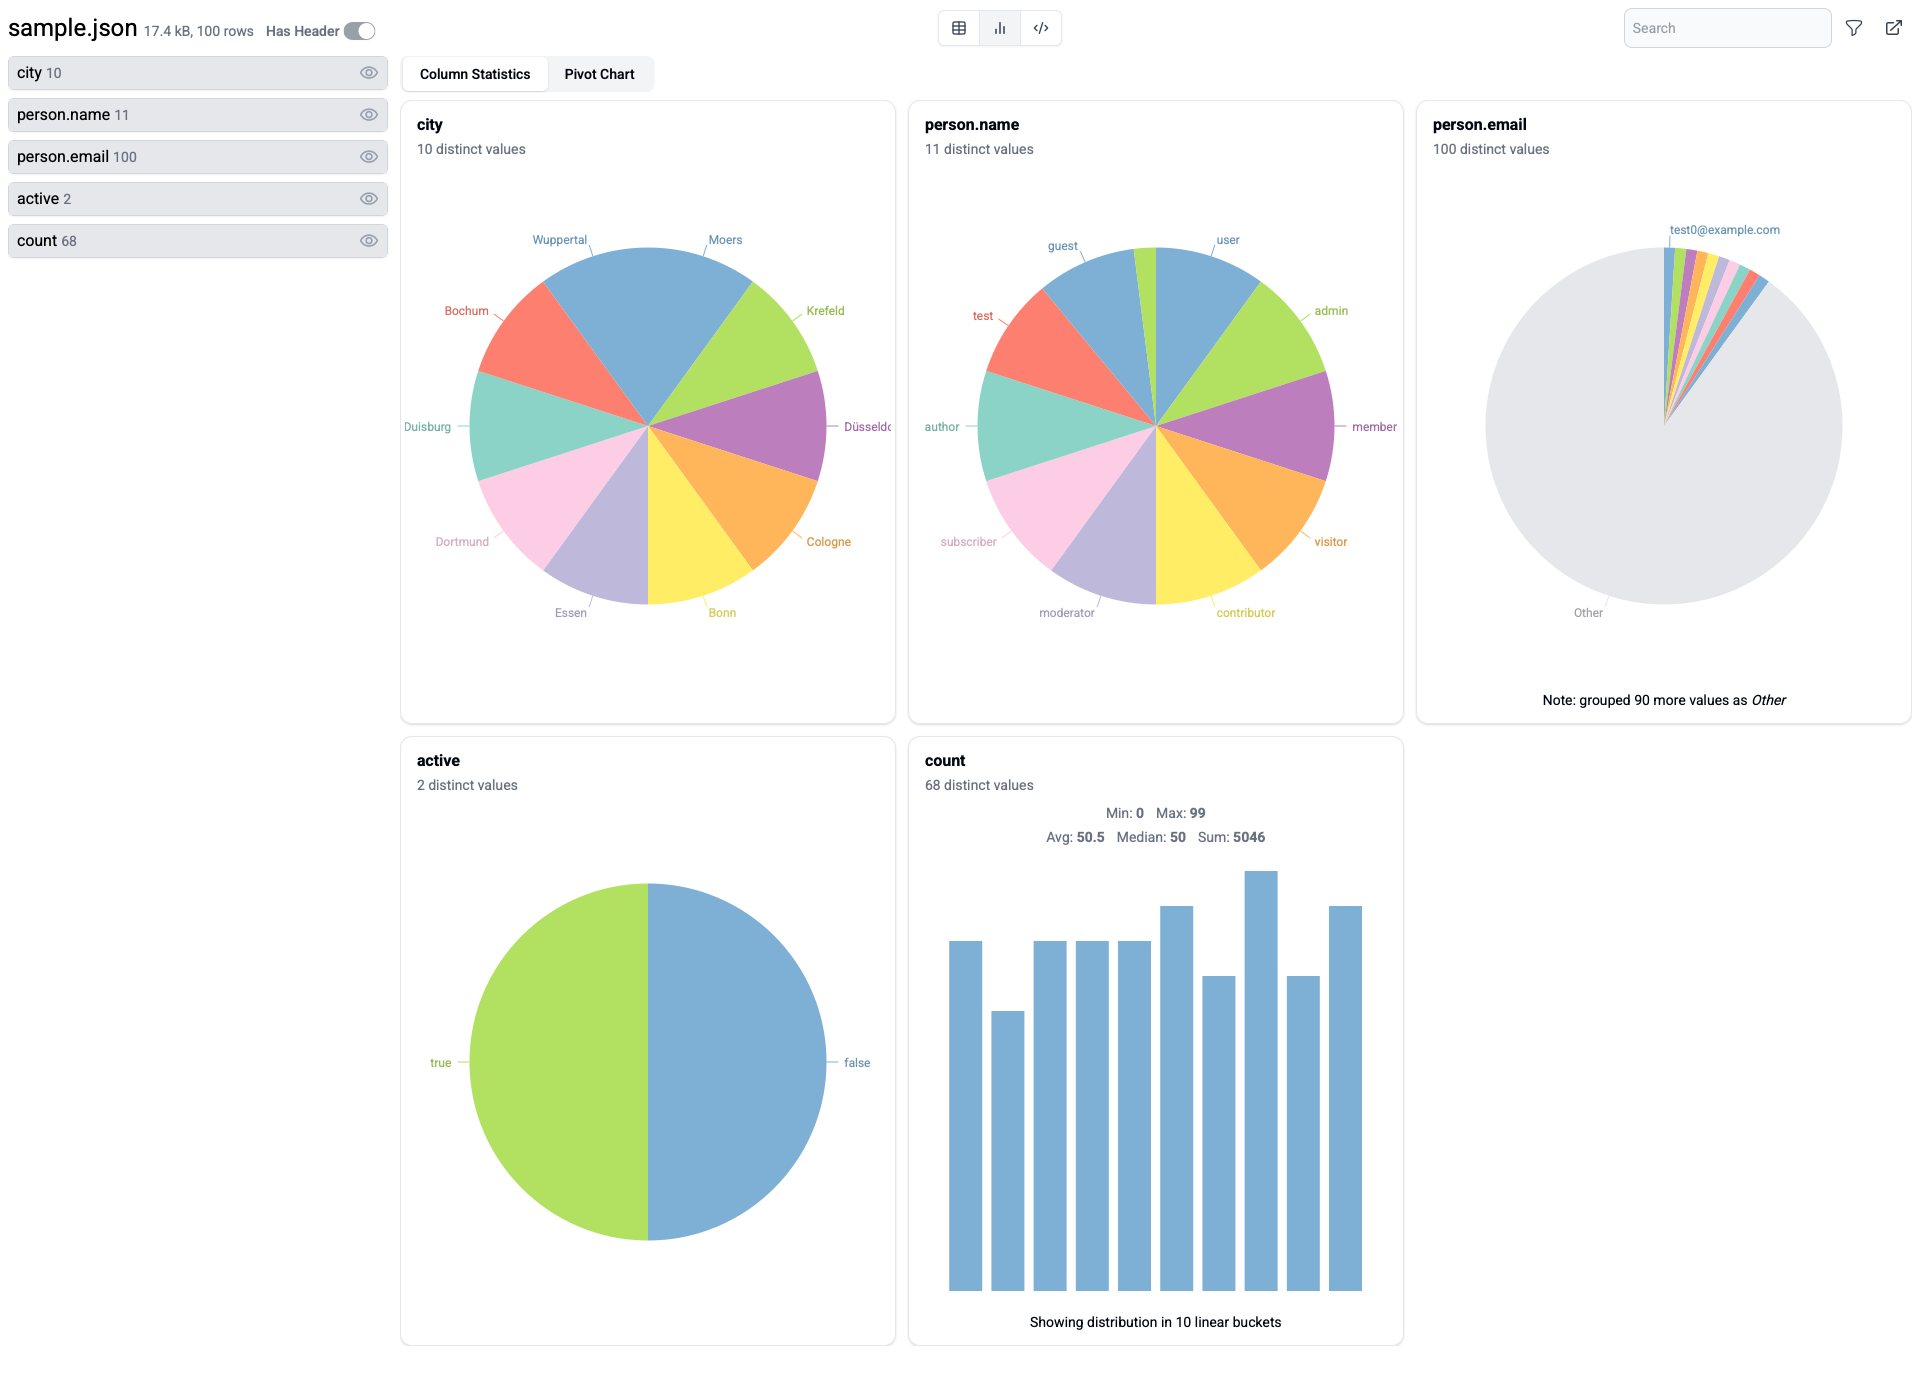 sample.json 17.4 kB, 100 rows Has Header
Search
city 10
person.name 11
person.email 100
active 2
count 68
Column Statistics
Pivot Chart
city
10 distinct values
Wuppertal
Moers
Bochum
Krefeld
Duisburg
Düsseldo
Dortmund
Cologne
Essen
Bonn
person.name
11 distinct values
guest
user
test
admin
author
member
subscriber
visitor
moderator
contributor
person.email
100 distinct values
test0@example.com
Other
Note: grouped 90 more values as Other
active
2 distinct values
true
false
count
68 distinct values
Min: 0 Max: 99
Avg: 50.5 Median: 50 Sum: 5046
Showing distribution in 10 linear buckets